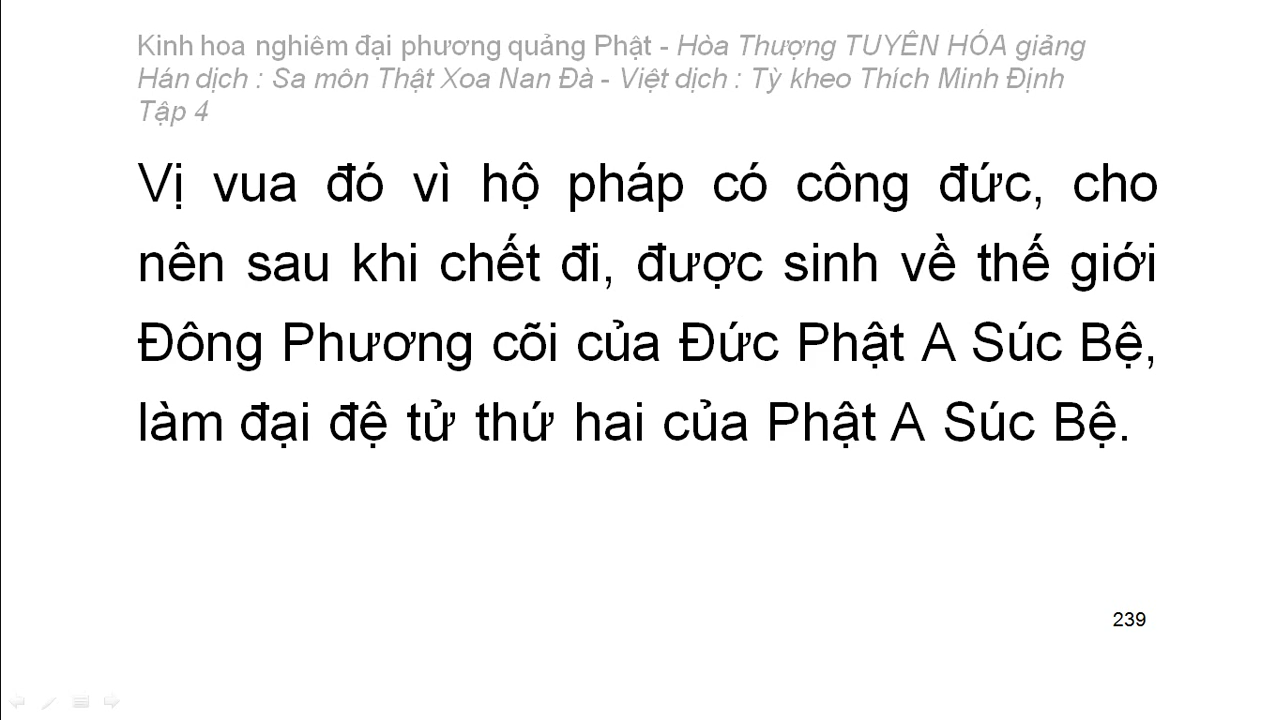 Kinh hoa nghiêm đại phương quảng Phật - Hòa Thượng TUYÊN HÓA giảng
Hán dịch : Sa môn Thật Xoa Nan Đà - Việt dịch : Tỳ kheo Thích Minh Định
Tập 4
Vị vua đó vì hộ pháp có công đức, cho
nên sau khi chết đi, được sinh về thế giới
Đông Phương cõi của Đức Phật A Súc Bệ,
làm đại đệ tử thứ hai của Phật A Súc Bệ.
239